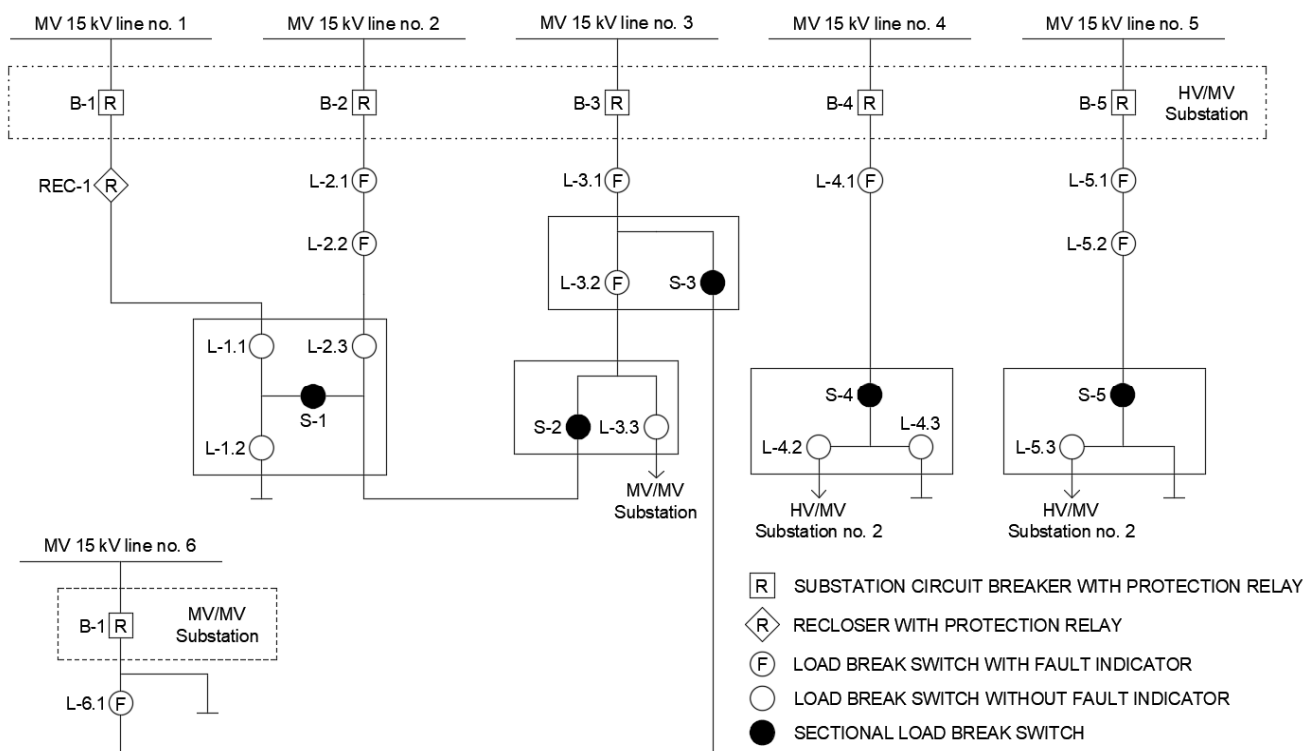 MV 15 kV line no. 1
MV 15 kV line no. 2
MV 15 kV line no. 3
MV 15 kV line no. 4
MV 15 kV line no. 5
B-1 R
B-2 R
B-3 R
B-4 R
B-5 R
HV/MV
Substation
REC-1 R
L-2.1 F
L-3.1 F
L-4.1 F
L-5.1 F
L-2.2 F
L-5.2 F
L-3.2 F
S-3
L-1.1
L-2.3
S-1
L-1.2
S-2
L-3.3
MV/MV
Substation
S-4
L-4.2
L-4.3
HV/MV
Substation no. 2
S-5
L-5.3
HV/MV
Substation no. 2
MV 15 kV line no. 6
B-1 R
MV/MV
Substation
L-6.1 F
R SUBSTATION CIRCUIT BREAKER WITH PROTECTION RELAY
R RECLOSER WITH PROTECTION RELAY
F LOAD BREAK SWITCH WITH FAULT INDICATOR
LOAD BREAK SWITCH WITHOUT FAULT INDICATOR
SECTIONAL LOAD BREAK SWITCH